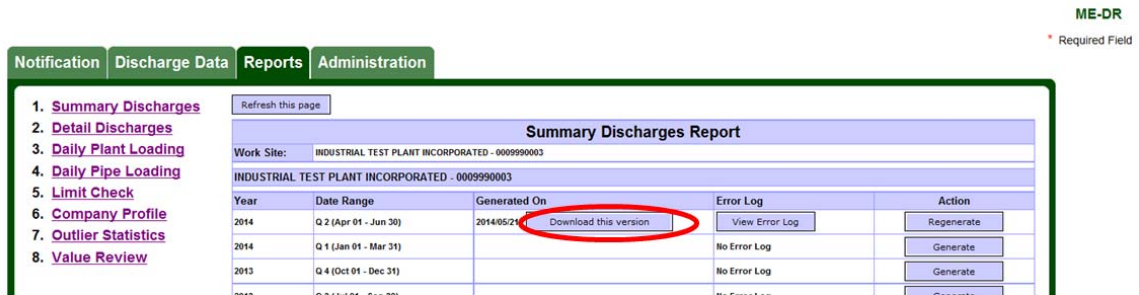 ME-DR
* Required Field
Notification Discharge Data Reports Administration
1. Summary Discharges
2. Detail Discharges
3. Daily Plant Loading
4. Daily Pipe Loading
5. Limit Check
6. Company Profile
7. Outlier Statistics
8. Value Review
Refresh this page
Summary Discharges Report
Work Site: INDUSTRIAL TEST PLANT INCORPORATED - 0009990003
INDUSTRIAL TEST PLANT INCORPORATED - 0009990003
Year Date Range Generated On Error Log Action
2014 Q 2 (Apr 01 - Jun 30) 2014/05/21 Download this version View Error Log Regenerate
2014 Q 1 (Jan 01 - Mar 31) No Error Log Generate
2013 Q 4 (Oct 01 - Dec 31) No Error Log Generate